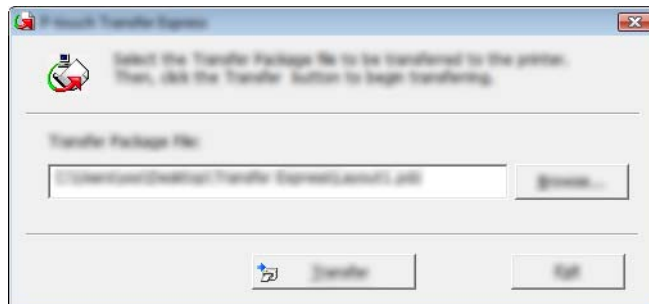 P-touch Transfer Express
Select the Transfer Package file to be transferred to the printer.
Then, click the Transfer button to begin transferring.
Transfer Package File:
Browse...
Transfer
Exit